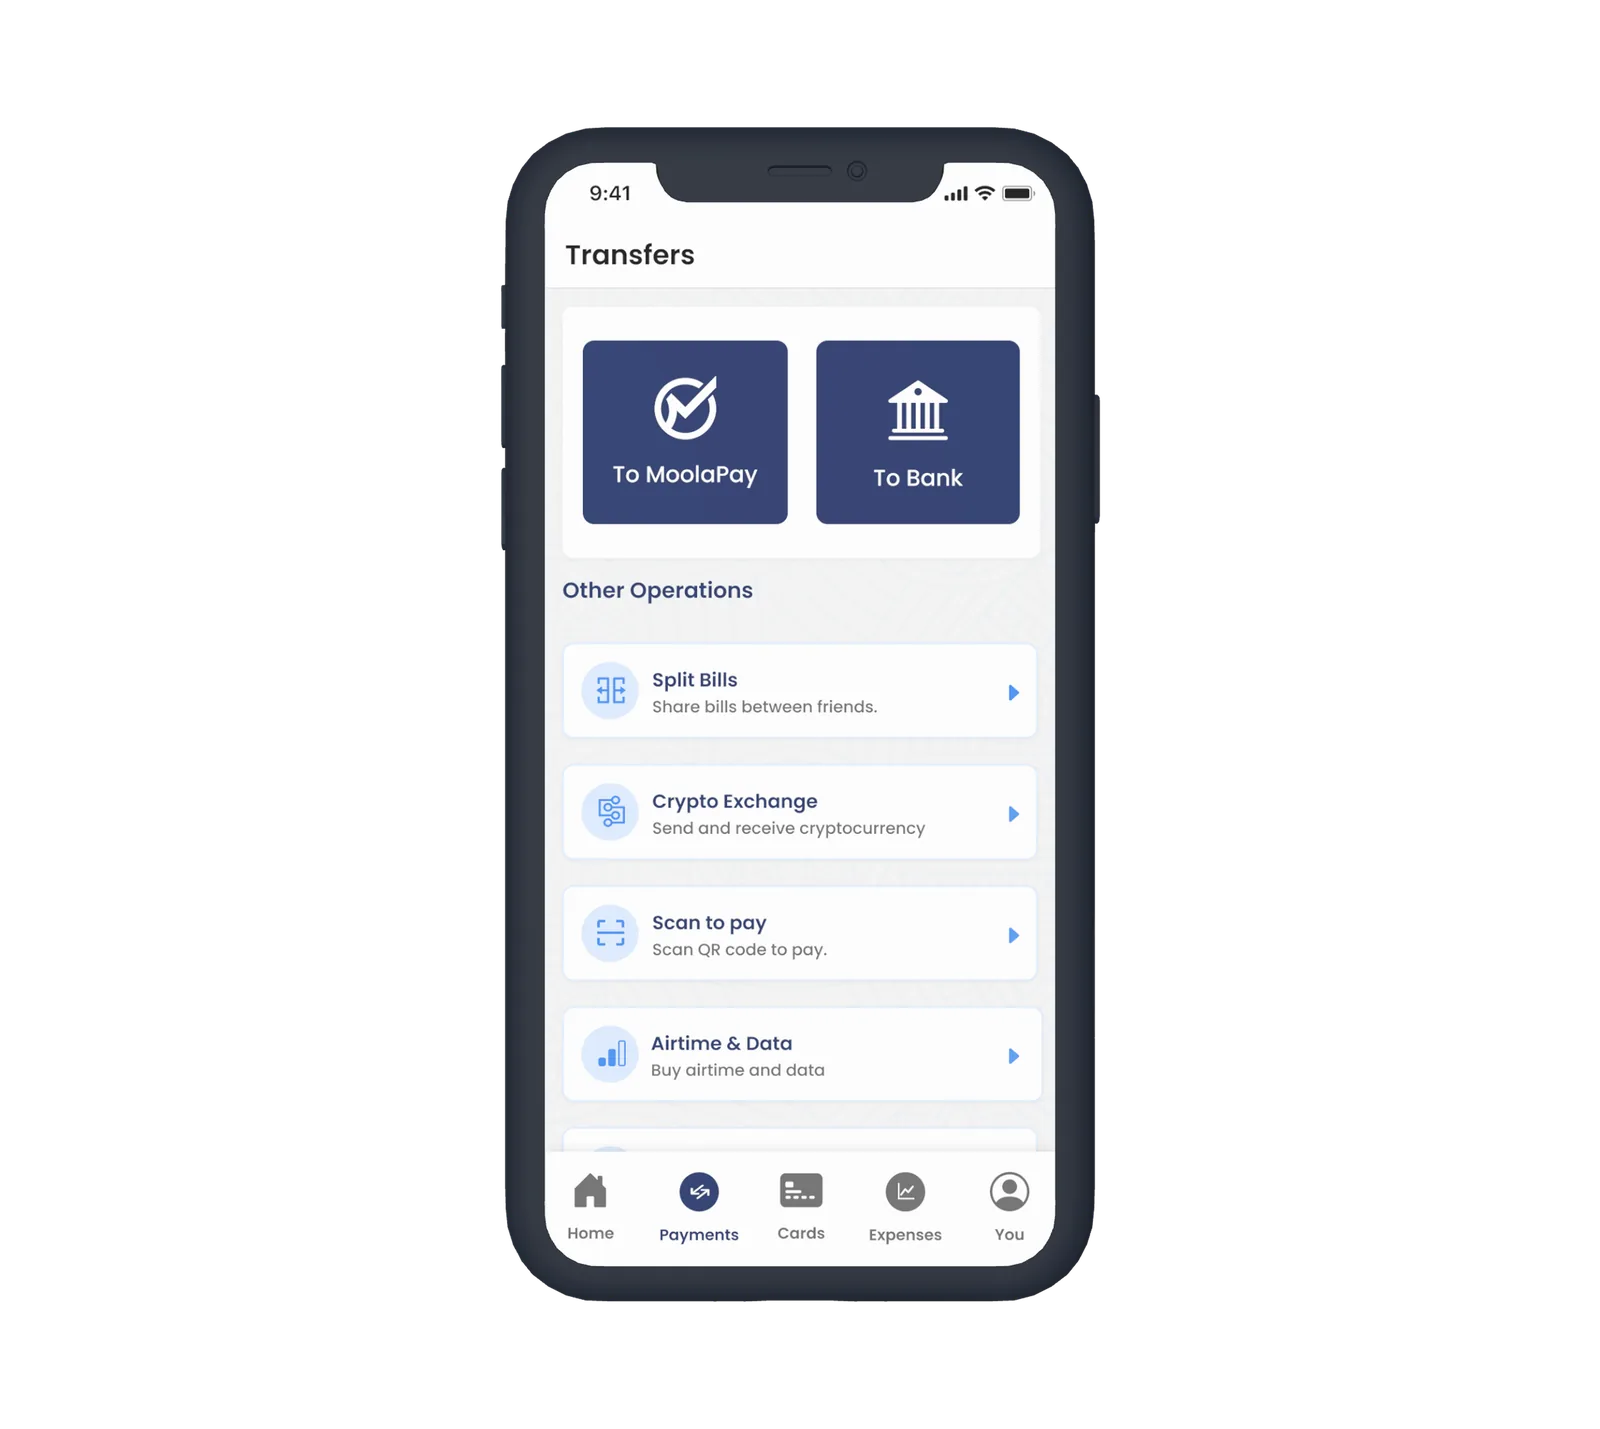 9:41
Transfers
To MoolaPay
To Bank
Other Operations
Split Bills
Share bills between friends.
Crypto Exchange
Send and receive cryptocurrency
Scan to pay
Scan QR code to pay.
Airtime & Data
Buy airtime and data
Home
Payments
Cards
Expenses
You